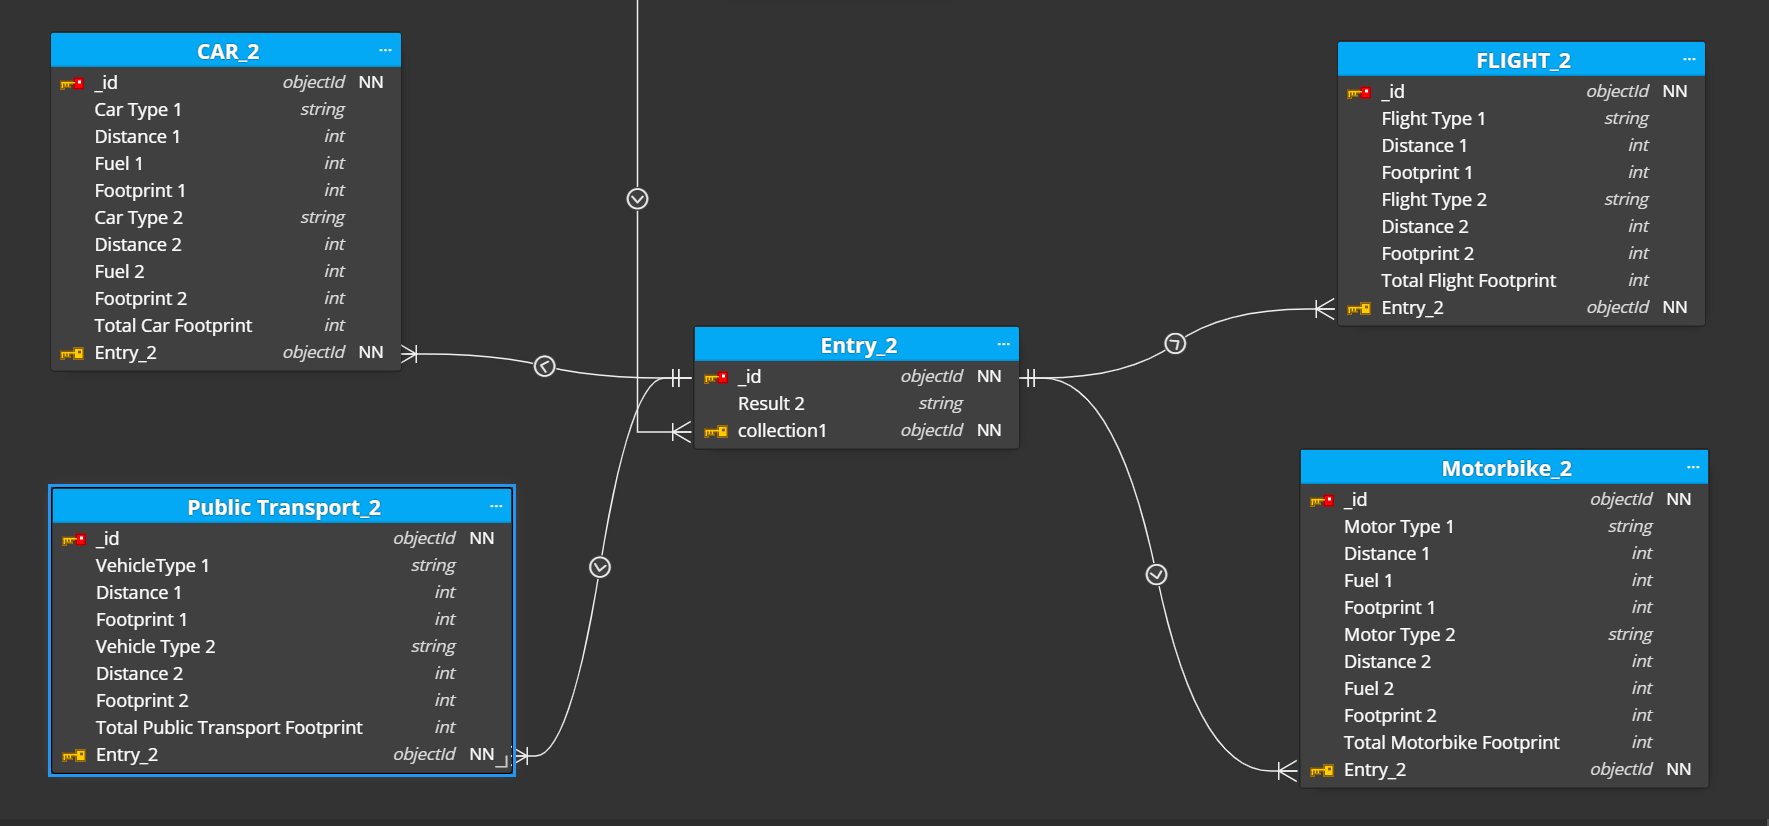 CAR_2 ...
_id objectId NN
Car Type 1 string
Distance 1 int
Fuel 1 int
Footprint 1 int
Car Type 2 string
Distance 2 int
Fuel 2 int
Footprint 2 int
Total Car Footprint int
Entry_2 objectId NN
Public Transport_2 ...
_id objectId NN
VehicleType 1 string
Distance 1 int
Footprint 1 int
Vehicle Type 2 string
Distance 2 int
Footprint 2 int
Total Public Transport Footprint int
Entry_2 objectId NN
Entry_2 ...
_id objectId NN
Result 2 string
collection1 objectId NN
FLIGHT_2 ...
_id objectId NN
Flight Type 1 string
Distance 1 int
Footprint 1 int
Flight Type 2 string
Distance 2 int
Footprint 2 int
Total Flight Footprint int
Entry_2 objectId NN
Motorbike_2 ...
_id objectId NN
Motor Type 1 string
Distance 1 int
Fuel 1 int
Footprint 1 int
Motor Type 2 string
Distance 2 int
Fuel 2 int
Footprint 2 int
Total Motorbike Footprint int
Entry_2 objectId NN